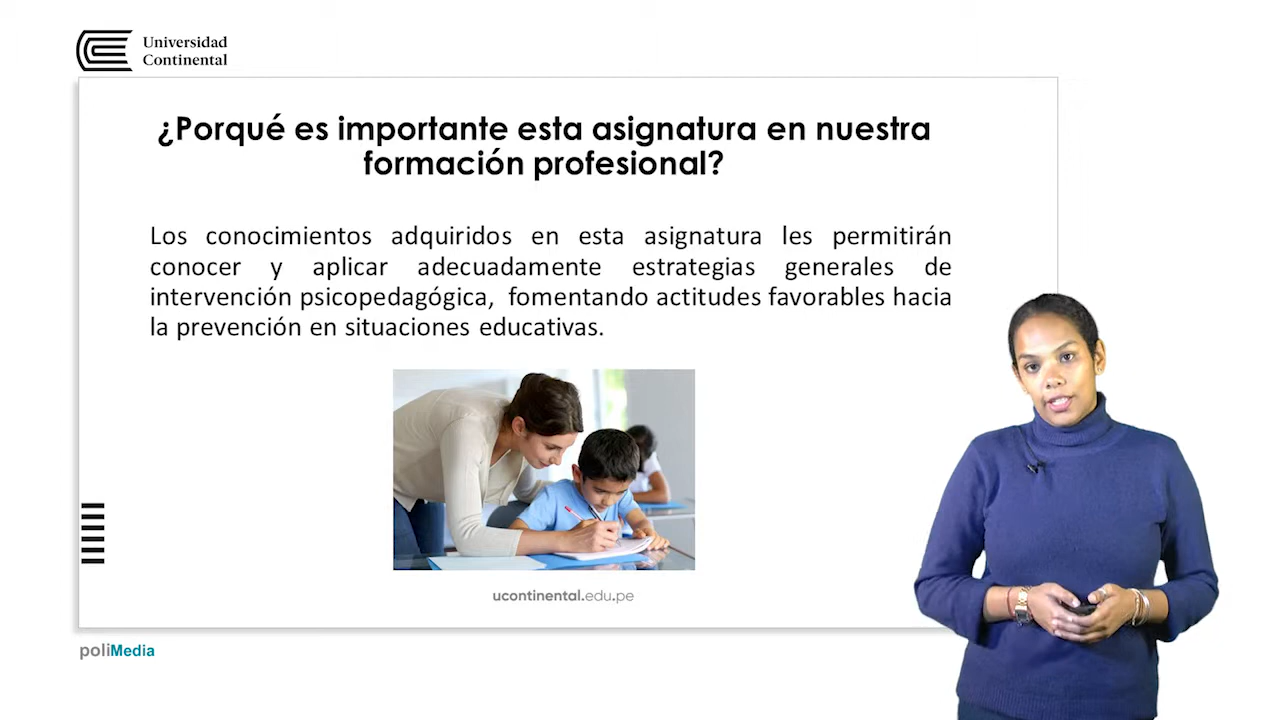 Universidad
Continental
¿Porqué es importante esta asignatura en nuestra
formación profesional?
Los conocimientos adquiridos en esta asignatura les permitirán
conocer y aplicar adecuadamente estrategias generales de
intervención psicopedagógica, fomentando actitudes favorables hacia
la prevención en situaciones educativas.
ucontinental.edu.pe
poliMedia